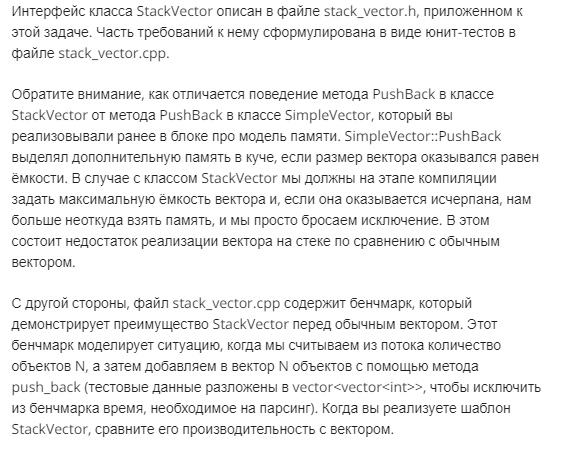 Интерфейс класса StackVector описан в файле stack_vector.h, приложенном к
этой задаче. Часть требований к нему сформулирована в виде юнит-тестов в
файле stack_vector.cpp.
Обратите внимание, как отличается поведение метода PushBack в классе
StackVector от метода PushBack в классе SimpleVector, который вы
реализовывали ранее в блоке про модель памяти. SimpleVector::PushBack
выделял дополнительную память в куче, если размер вектора оказывался равен
ёмкости. В случае с классом StackVector мы должны на этапе компиляции
задать максимальную ёмкость вектора и, если она оказывается исчерпана, нам
больше неоткуда взять память, и мы просто бросаем исключение. В этом
состоит недостаток реализации вектора на стеке по сравнению с обычным
вектором.
С другой стороны, файл stack_vector.cpp содержит бенчмарк, который
демонстрирует преимущество StackVector перед обычным вектором. Этот
бенчмарк моделирует ситуацию, когда мы считываем из потока количество
объектов N, а затем добавляем в вектор N объектов с помощью метода
push_back (тестовые данные разложены в vector<vector<int>>, чтобы исключить
из бенчмарка время, необходимое на парсинг). Когда вы реализуете шаблон
StackVector, сравните его производительность с вектором.